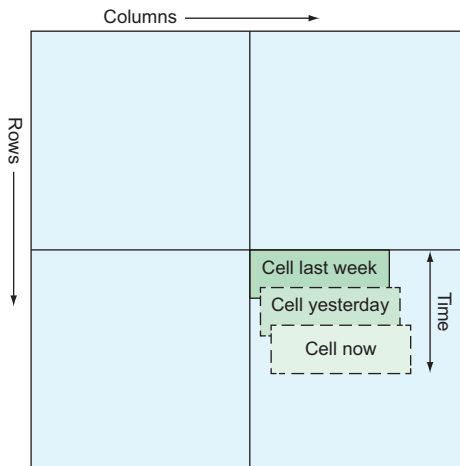 Columns
Rows
Cell last week
Cell yesterday
Cell now
Time